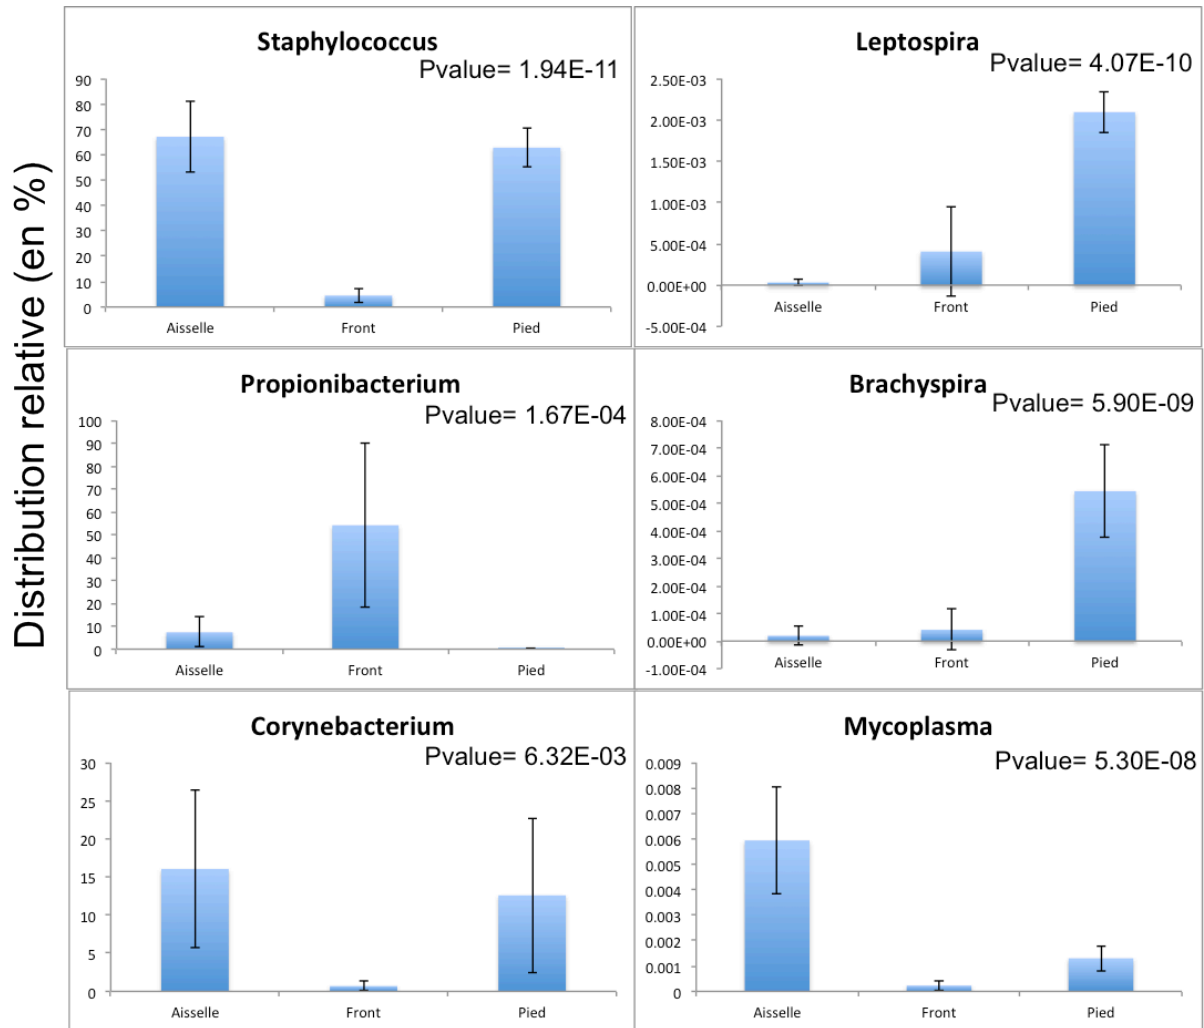 Distribution relative (en %)
Staphylococcus
Pvalue= 1.94E-11
90
80
70
60
50
40
30
20
10
0
Aisselle Front Pied
Leptospira
Pvalue= 4.07E-10
2.50E-03
2.00E-03
1.50E-03
1.00E-03
5.00E-04
0.00E+00
-5.00E-04
Aisselle Front Pied
Propionibacterium
Pvalue= 1.67E-04
100
90
80
70
60
50
40
30
20
10
0
Aisselle Front Pied
Brachyspira
Pvalue= 5.90E-09
8.00E-04
7.00E-04
6.00E-04
5.00E-04
4.00E-04
3.00E-04
2.00E-04
1.00E-04
0.00E+00
-1.00E-04
Aisselle Front Pied
Corynebacterium
Pvalue= 6.32E-03
30
25
20
15
10
5
0
Aisselle Front Pied
Mycoplasma
Pvalue= 5.30E-08
0.009
0.008
0.007
0.006
0.005
0.004
0.003
0.002
0.001
0
Aisselle Front Pied